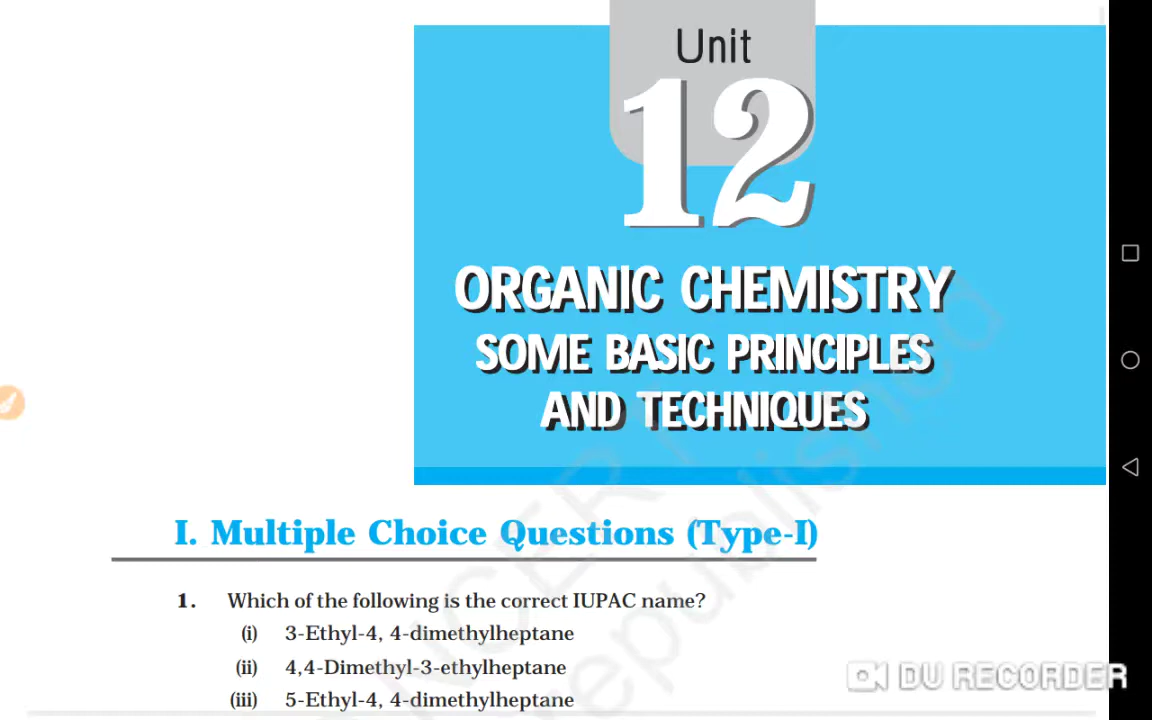 Unit
12
ORGANIC CHEMISTRY
SOME BASIC PRINCIPLES
AND TECHNIQUES
I. Multiple Choice Questions (Type-I)
1. Which of the following is the correct IUPAC name?
(i) 3-Ethyl-4, 4-dimethylheptane
(ii) 4,4-Dimethyl-3-ethylheptane
(iii) 5-Ethyl-4, 4-dimethylheptane
NCERT
republished
DU RECORDER